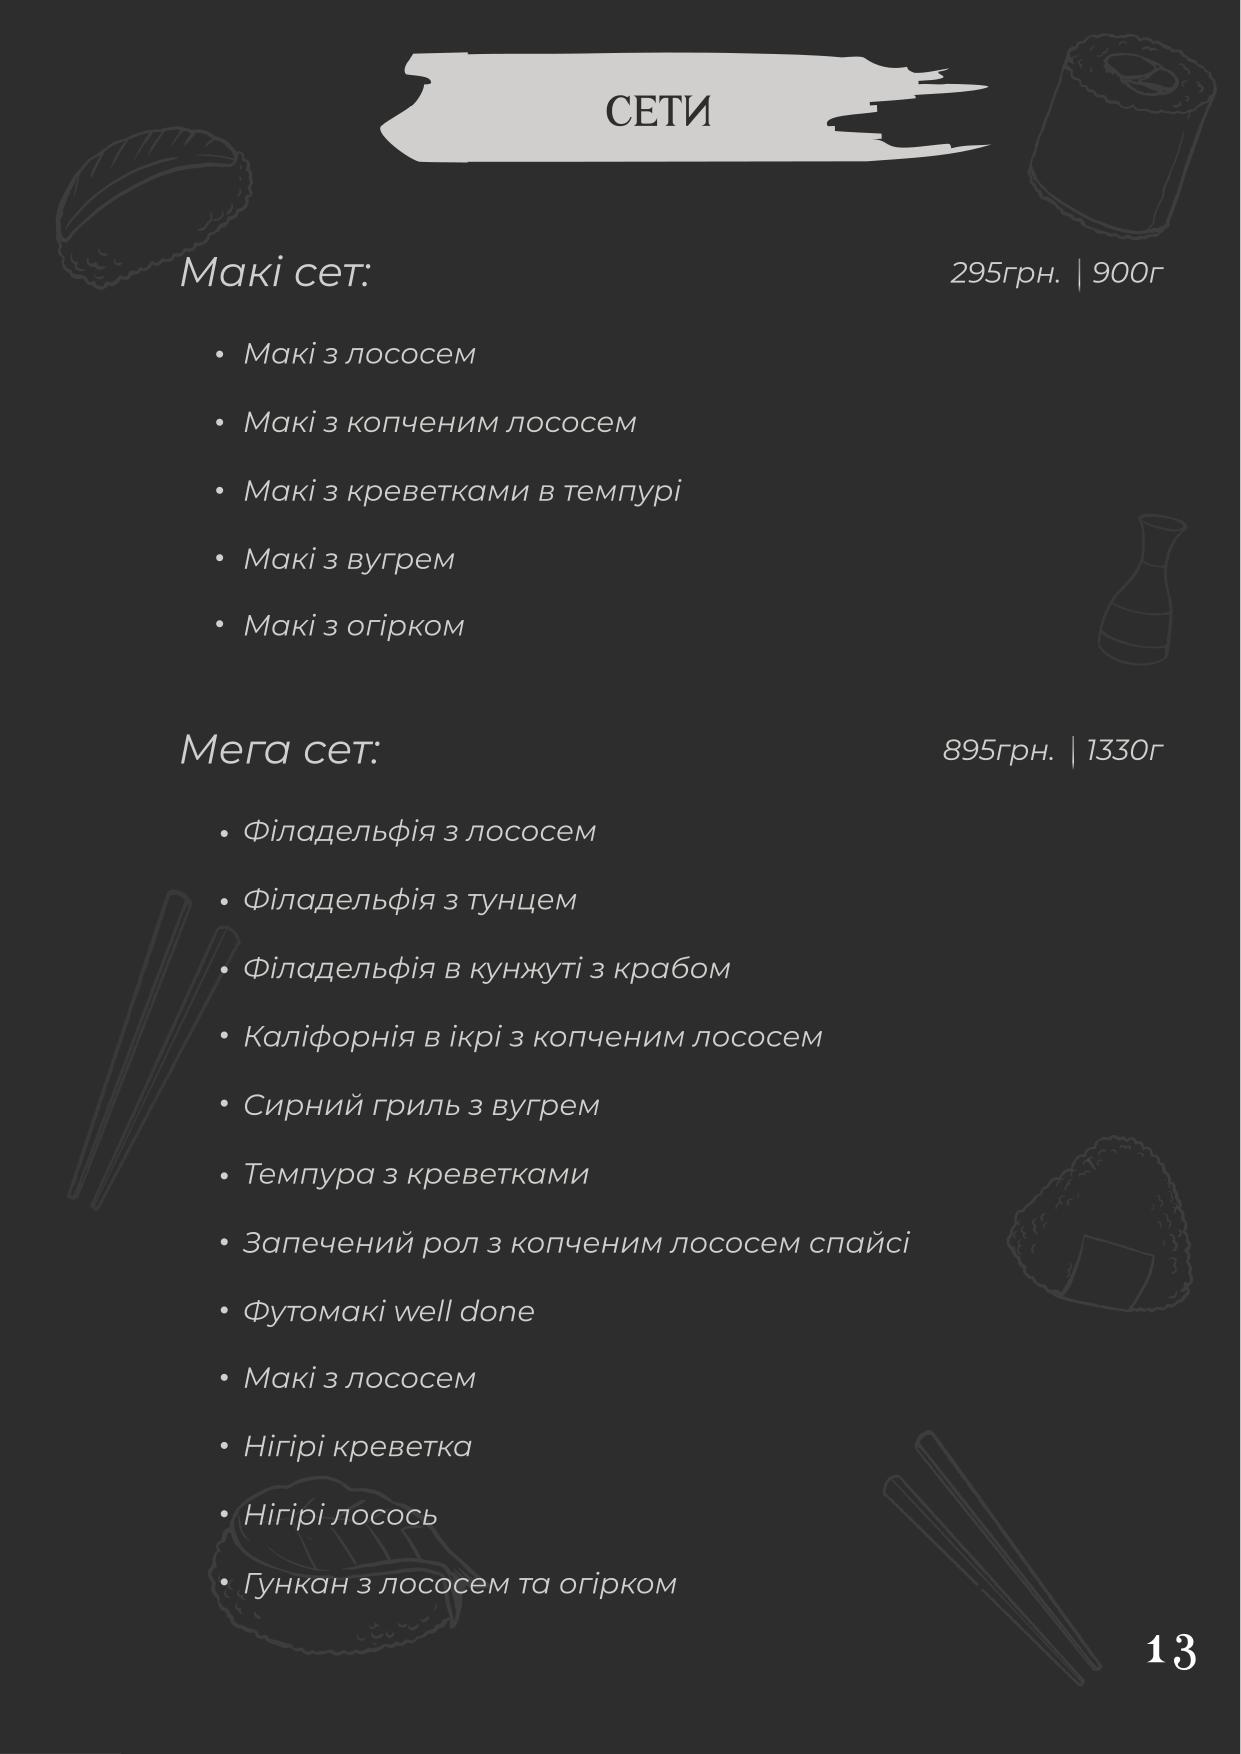 СЕТИ
Макі сет: 295грн. | 900г
• Макі з лососем
• Макі з копченим лососем
• Макі з креветками в темпурі
• Макі з вугрем
• Макі з огірком
Мега сет: 895грн. | 1330г
• Філадельфія з лососем
• Філадельфія з тунцем
• Філадельфія в кунжуті з крабом
• Каліфорнія в ікрі з копченим лососем
• Сирний гриль з вугрем
• Темпура з креветками
• Запечений рол з копченим лососем спайсі
• Футомакі well done
• Макі з лососем
• Нігірі креветка
• Нігірі лосось
• Гункан з лососем та огірком
13